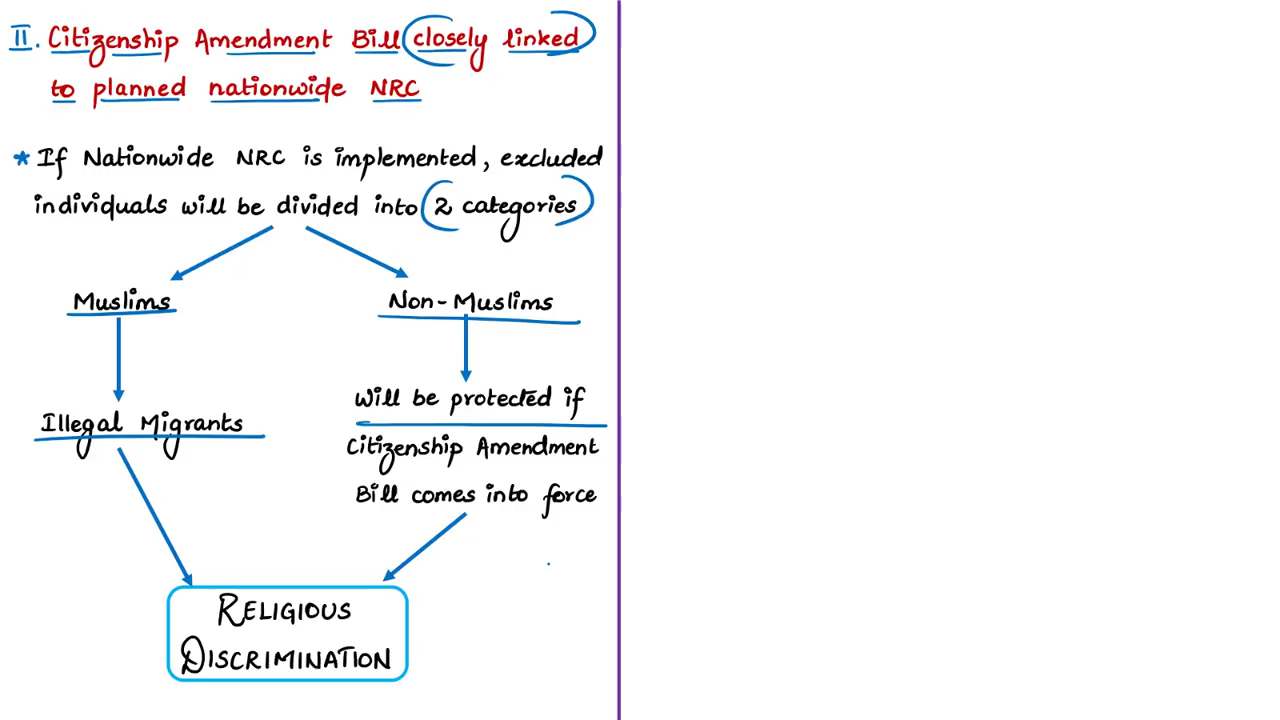 II. Citizenship Amendment Bill closely linked
to planned nationwide NRC
* If Nationwide NRC is implemented, excluded
individuals will be divided into 2 categories
Muslims
Non-Muslims
Illegal Migrants
Will be protected if
Citizenship Amendment
Bill comes into force
RELIGIOUS
DISCRIMINATION